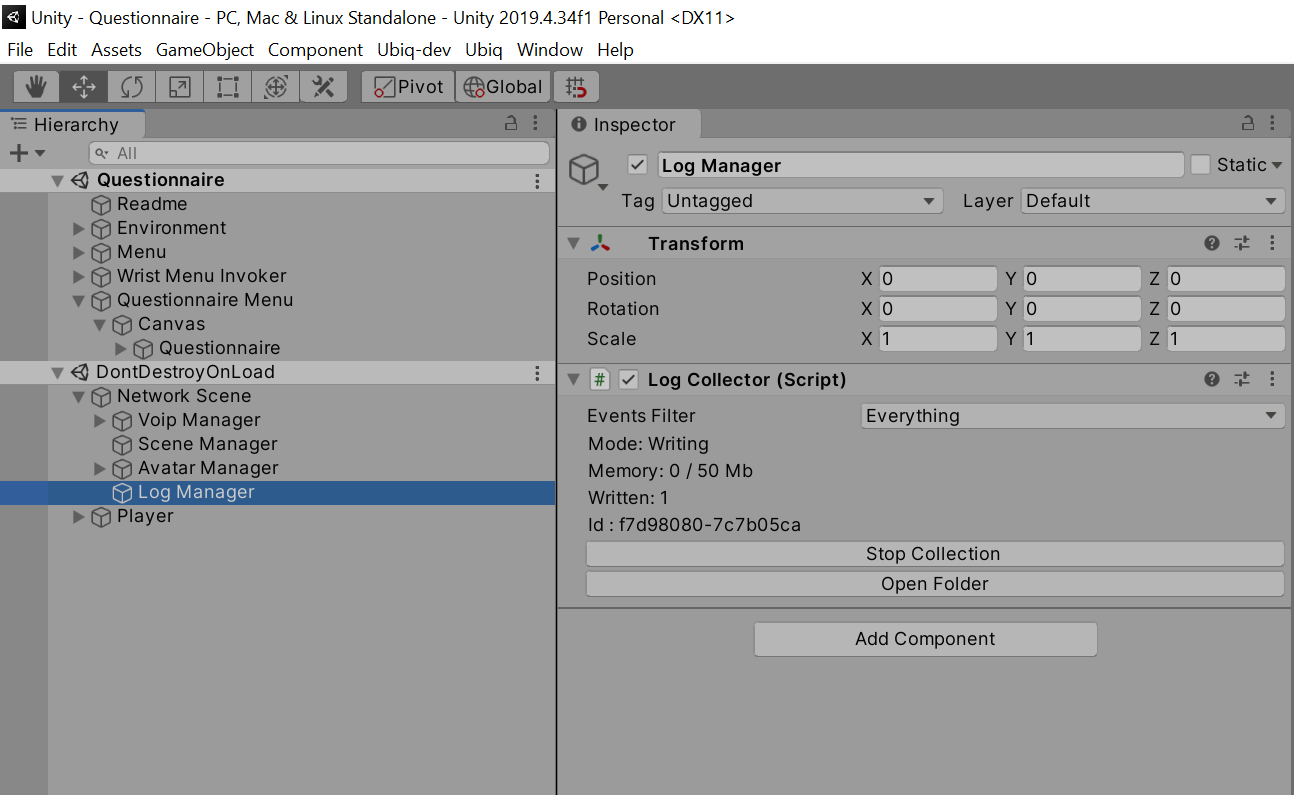 Unity - Questionnaire - PC, Mac & Linux Standalone - Unity 2019.4.34f1 Personal <DX11>
File Edit Assets GameObject Component Ubiq-dev Ubiq Window Help
Pivot Global
Hierarchy
All
Questionnaire
Readme
Environment
Menu
Wrist Menu Invoker
Questionnaire Menu
Canvas
Questionnaire
DontDestroyOnLoad
Network Scene
Voip Manager
Scene Manager
Avatar Manager
Log Manager
Player
Inspector
Log Manager Static
Tag Untagged Layer Default
Transform
Position X 0 Y 0 Z 0
Rotation X 0 Y 0 Z 0
Scale X 1 Y 1 Z 1
# Log Collector (Script)
Events Filter Everything
Mode: Writing
Memory: 0 / 50 Mb
Written: 1
Id : f7d98080-7c7b05ca
Stop Collection
Open Folder
Add Component